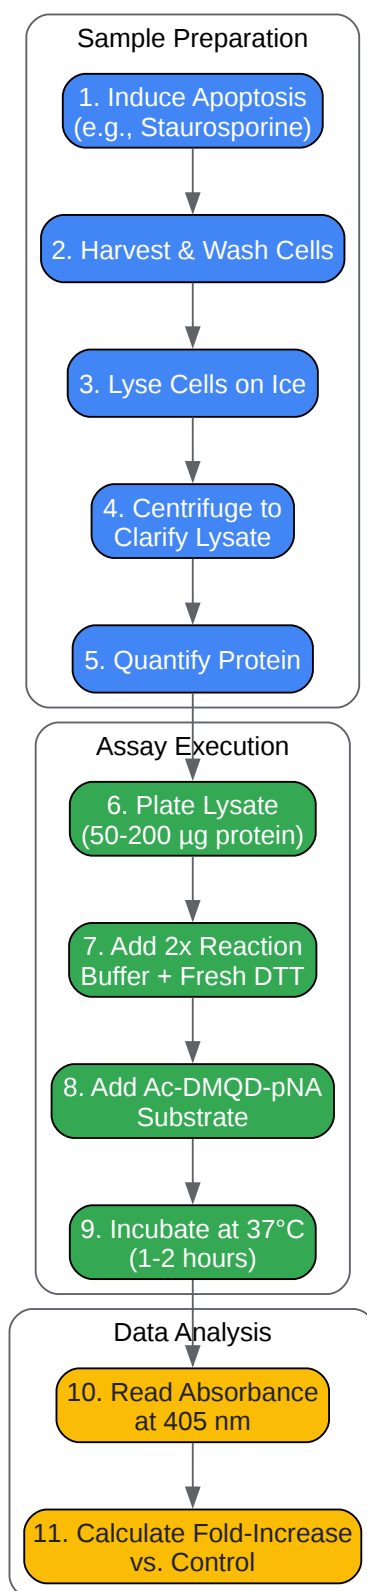 Sample Preparation
1. Induce Apoptosis
(e.g., Staurosporine)
2. Harvest & Wash Cells
3. Lyse Cells on Ice
4. Centrifuge to
Clarify Lysate
5. Quantify Protein
Assay Execution
6. Plate Lysate
(50-200 µg protein)
7. Add 2x Reaction
Buffer + Fresh DTT
8. Add Ac-DMQD-pNA
Substrate
9. Incubate at 37°C
(1-2 hours)
Data Analysis
10. Read Absorbance
at 405 nm
11. Calculate Fold-Increase
vs. Control